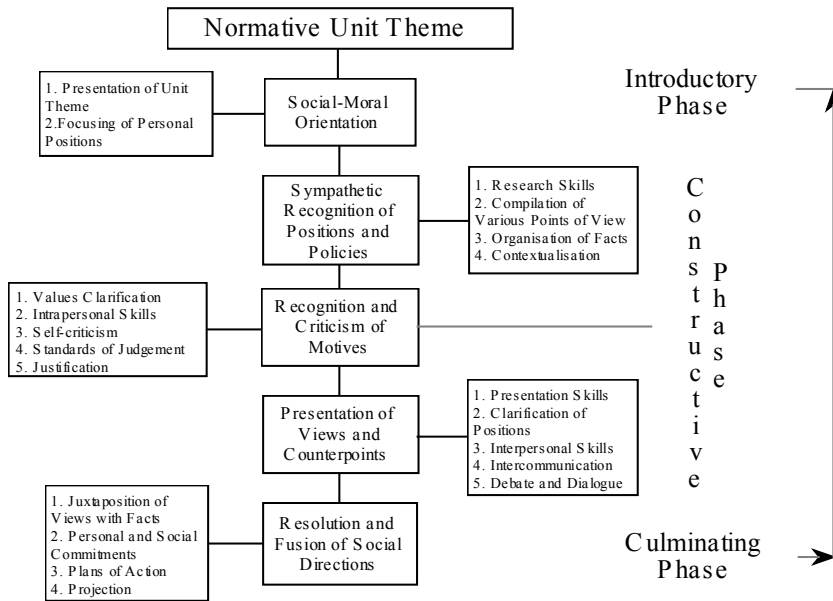 Normative Unit Theme
1. Presentation of Unit
Theme
2.Focusing of Personal
Positions
Social-Moral
Orientation
Introductory
Phase
Sympathetic
Recognition of
Positions and
Policies
1. Research Skills
2. Compilation of
Various Points of View
3. Organisation of Facts
4. Contextualisation
Constructive
Phase
1. Values Clarification
2. Intrapersonal Skills
3. Self-criticism
4. Standards of Judgement
5. Justification
Recognition and
Criticism of
Motives
Presentation of
Views and
Counterpoints
1. Presentation Skills
2. Clarification of
Positions
3. Interpersonal Skills
4. Intercommunication
5. Debate and Dialogue
1. Juxtaposition of
Views with Facts
2. Personal and Social
Commitments
3. Plans of Action
4. Projection
Resolution and
Fusion of Social
Directions
Culminating
Phase